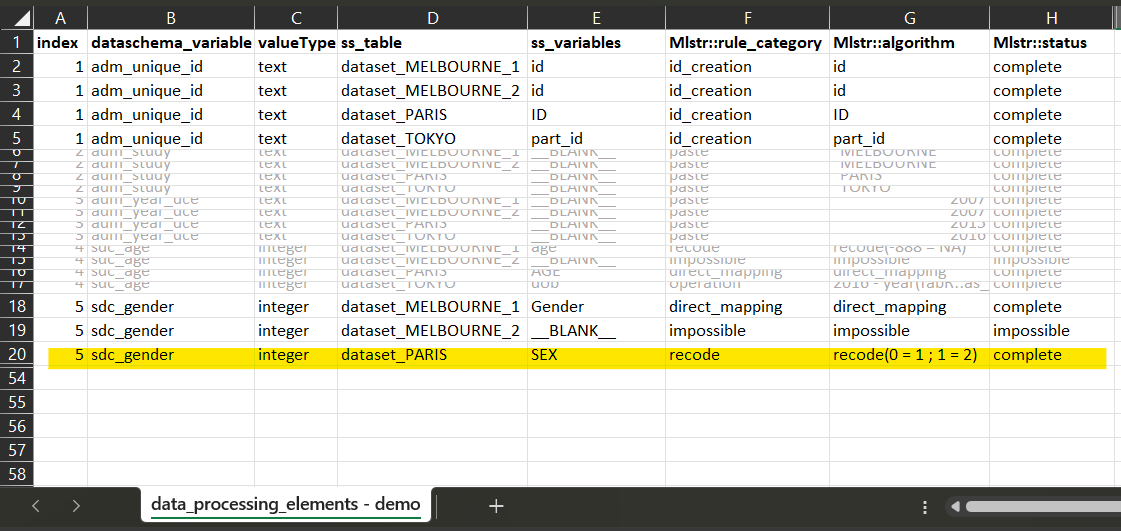 A B C D E F G H
1 index dataschema_variable valueType ss_table ss_variables Mlstr::rule_category Mlstr::algorithm Mlstr::status
2 1 adm_unique_id text dataset_MELBOURNE_1 id id_creation id complete
3 1 adm_unique_id text dataset_MELBOURNE_2 id id_creation id complete
4 1 adm_unique_id text dataset_PARIS ID id_creation ID complete
5 1 adm_unique_id text dataset_TOKYO part_id id_creation part_id complete
6 2 adm_study text dataset_MELBOURNE_1 __BLANK__ paste MELBOURNE complete
7 2 adm_study text dataset_MELBOURNE_2 __BLANK__ paste MELBOURNE complete
8 2 adm_study text dataset_PARIS __BLANK__ paste PARIS complete
9 2 adm_study text dataset_TOKYO __BLANK__ paste TOKYO complete
10 3 adm_year_dce text dataset_MELBOURNE_1 __BLANK__ paste 2007 complete
11 3 adm_year_dce text dataset_MELBOURNE_2 __BLANK__ paste 2007 complete
12 3 adm_year_dce text dataset_PARIS __BLANK__ paste complete
13 3 adm_year_dce text dataset_TOKYO __BLANK__ paste 2016 complete
14 4 sdc_age integer dataset_MELBOURNE_1 age recode recode(-888 = NA) complete
15 4 sdc_age integer dataset_MELBOURNE_2 __BLANK__ impossible impossible impossible
16 4 sdc_age integer dataset_PARIS AGE direct_mapping direct_mapping complete
17 4 sdc_age integer dataset_TOKYO dob operation 2016 - complete
18 5 sdc_gender integer dataset_MELBOURNE_1 Gender direct_mapping direct_mapping complete
19 5 sdc_gender integer dataset_MELBOURNE_2 __BLANK__ impossible impossible impossible
20 5 sdc_gender integer dataset_PARIS SEX recode recode(0 = 1 ; 1 = 2) complete
54
55
56
57
58
data_processing_elements - demo